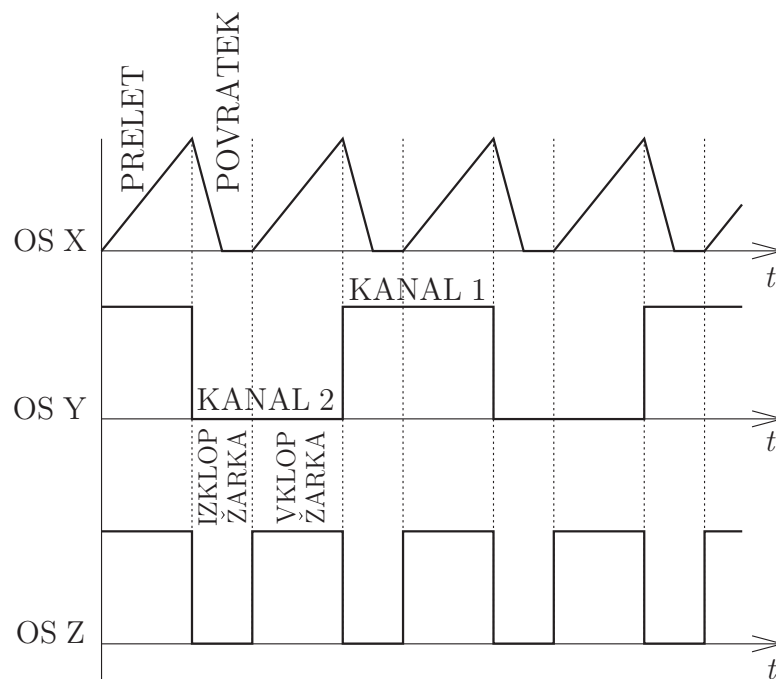 PRELET
POVRATEK
OS X
t
KANAL 1
KANAL 2
OS Y
t
IZKLOP
ŽARKA
VKLOP
ŽARKA
OS Z
t